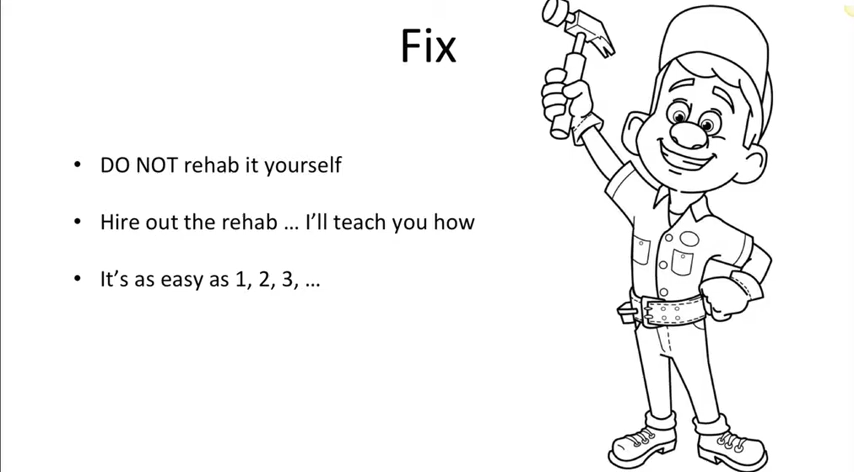 Fix
• DO NOT rehab it yourself
• Hire out the rehab … I’ll teach you how
• It’s as easy as 1, 2, 3, …